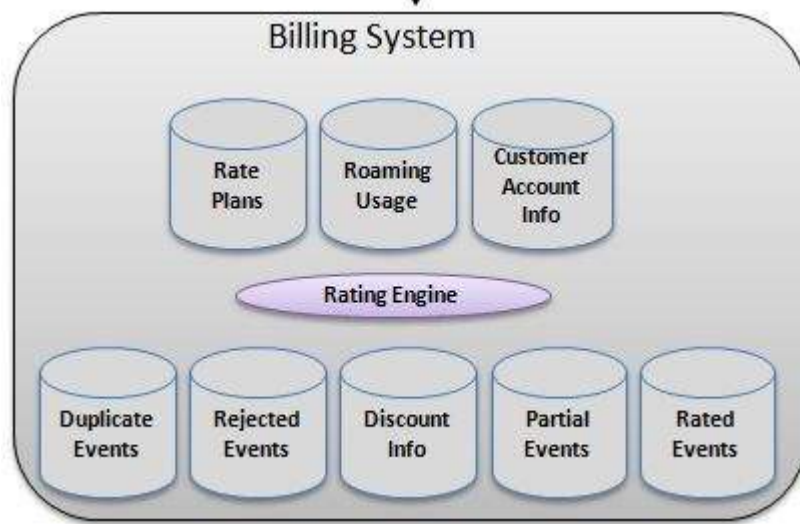 Billing System
Rate
Plans
Roaming
Usage
Customer
Account
Info
Rating Engine
Duplicate
Events
Rejected
Events
Discount
Info
Partial
Events
Rated
Events